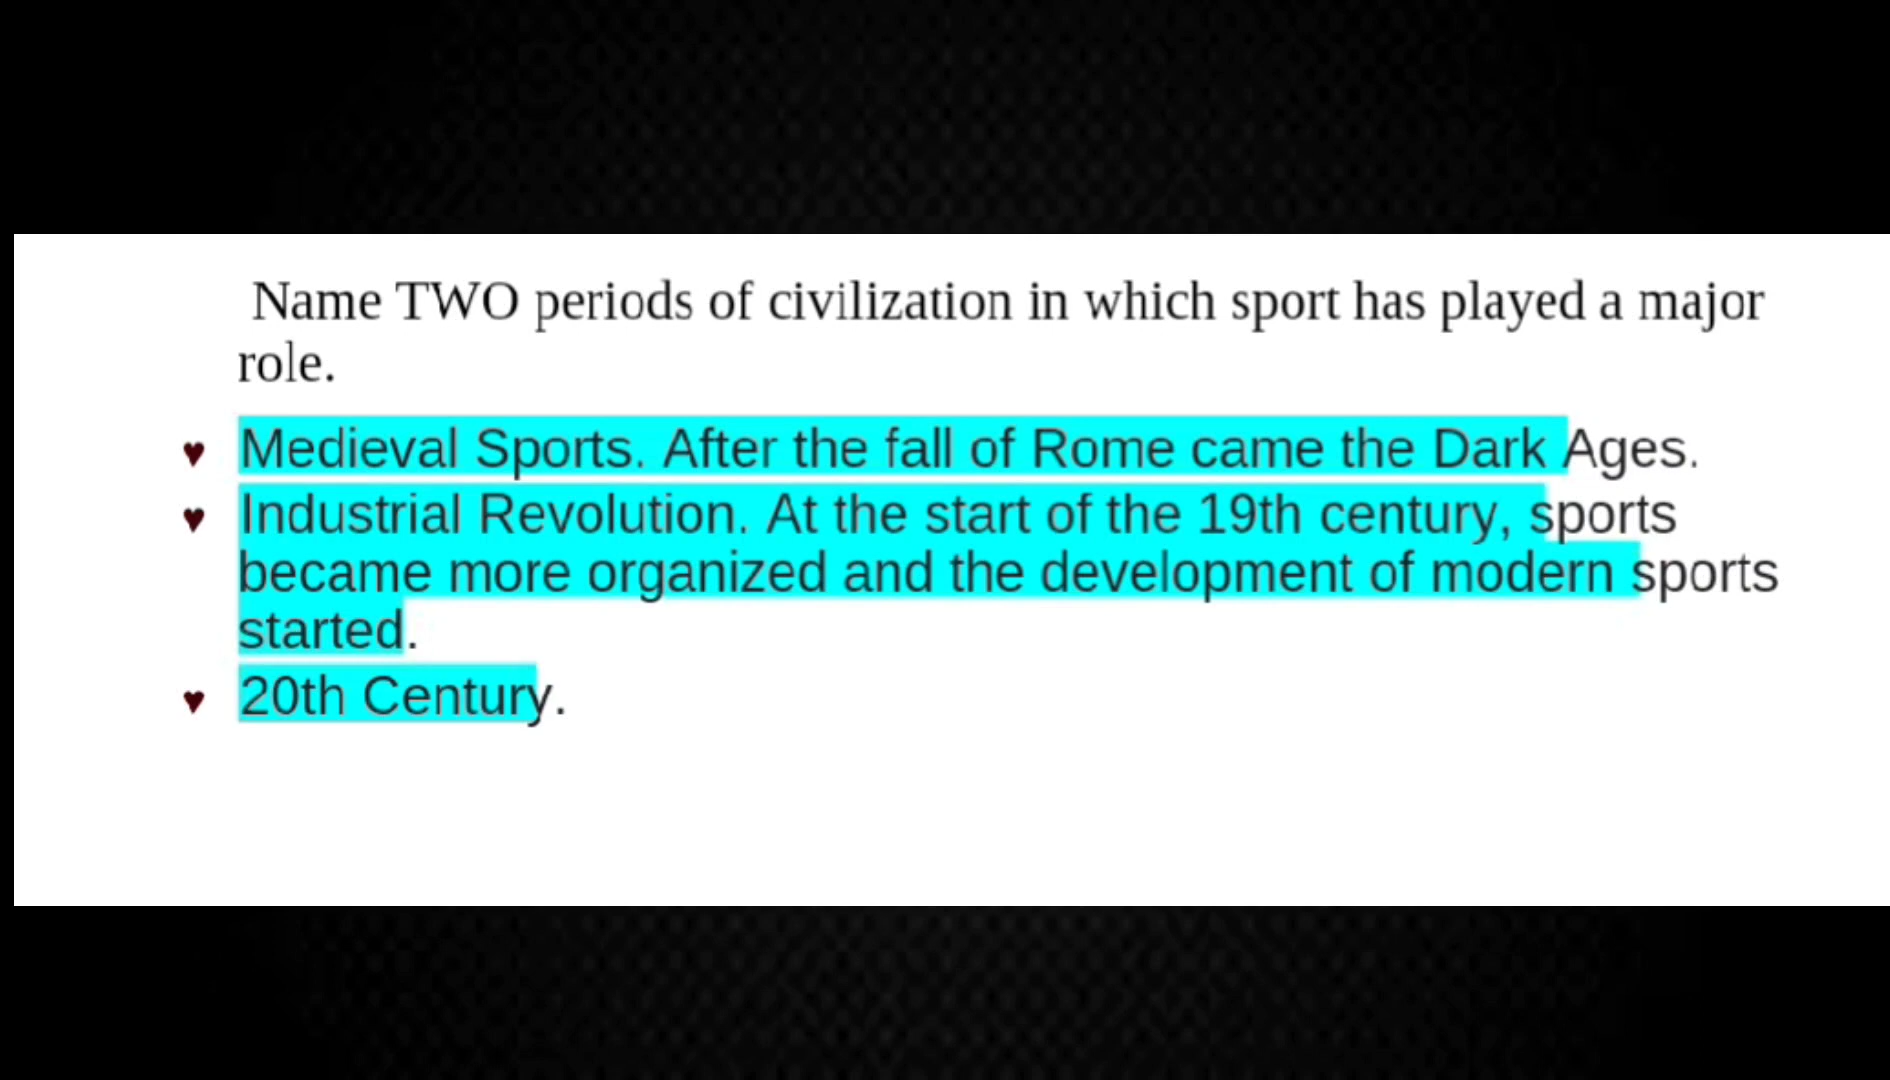 Name TWO periods of civilization in which sport has played a major
role.
♥ Medieval Sports. After the fall of Rome came the Dark Ages.
♥ Industrial Revolution. At the start of the 19th century, sports
became more organized and the development of modern sports
started.
♥ 20th Century.